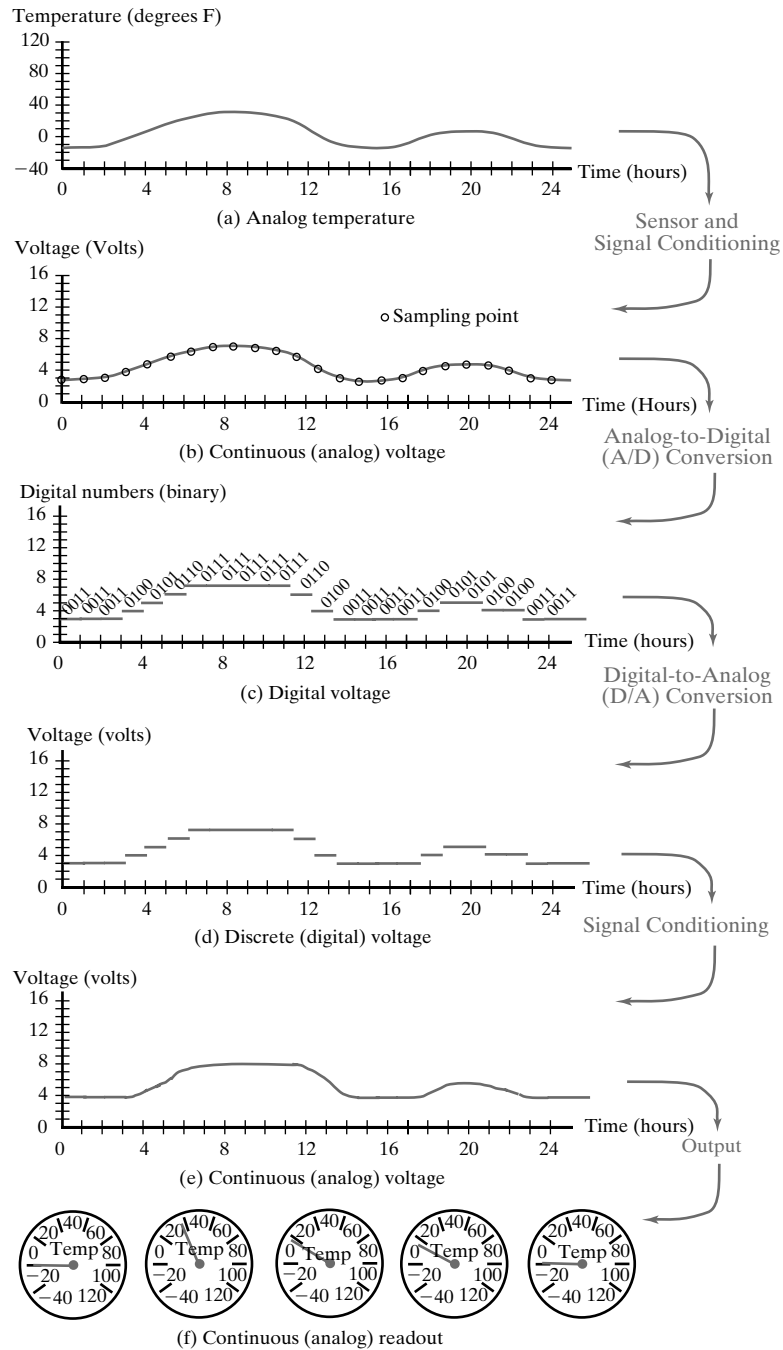 Temperature (degrees F)
120
80
40
0
−40
0 4 8 12 16 20 24
Time (hours)
(a) Analog temperature
Sensor and
Signal Conditioning
Voltage (Volts)
16
12
8
4
0
Sampling point
0 4 8 12 16 20 24
Time (Hours)
(b) Continuous (analog) voltage
Analog-to-Digital
(A/D) Conversion
Digital numbers (binary)
16
12
8
4
0
0011 0011 0011 0100 0101 0110 0111 0111 0111 0111 0111 0110 0100 0011 0011 0011 0011 0100 0101 0101 0100 0100 0011 0011
0 4 8 12 16 20 24
Time (hours)
(c) Digital voltage
Digital-to-Analog
(D/A) Conversion
Voltage (volts)
16
12
8
4
0
0 4 8 12 16 20 24
Time (hours)
(d) Discrete (digital) voltage
Signal Conditioning
Voltage (volts)
16
12
8
4
0
0 4 8 12 16 20 24
Time (hours)
(e) Continuous (analog) voltage
Output
−40 −20 0 20 40 60 80 100 120 Temp
−40 −20 0 20 40 60 80 100 120 Temp
−40 −20 0 20 40 60 80 100 120 Temp
−40 −20 0 20 40 60 80 100 120 Temp
−40 −20 0 20 40 60 80 100 120 Temp
(f) Continuous (analog) readout